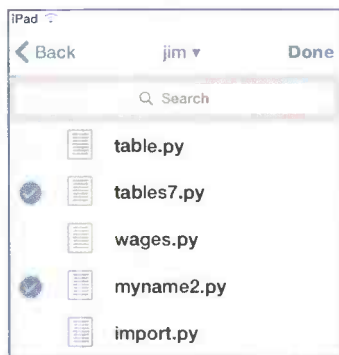 iPad
Back jim ▾ Done
Search
table.py
tables7.py
wages.py
myname2.py
import.py